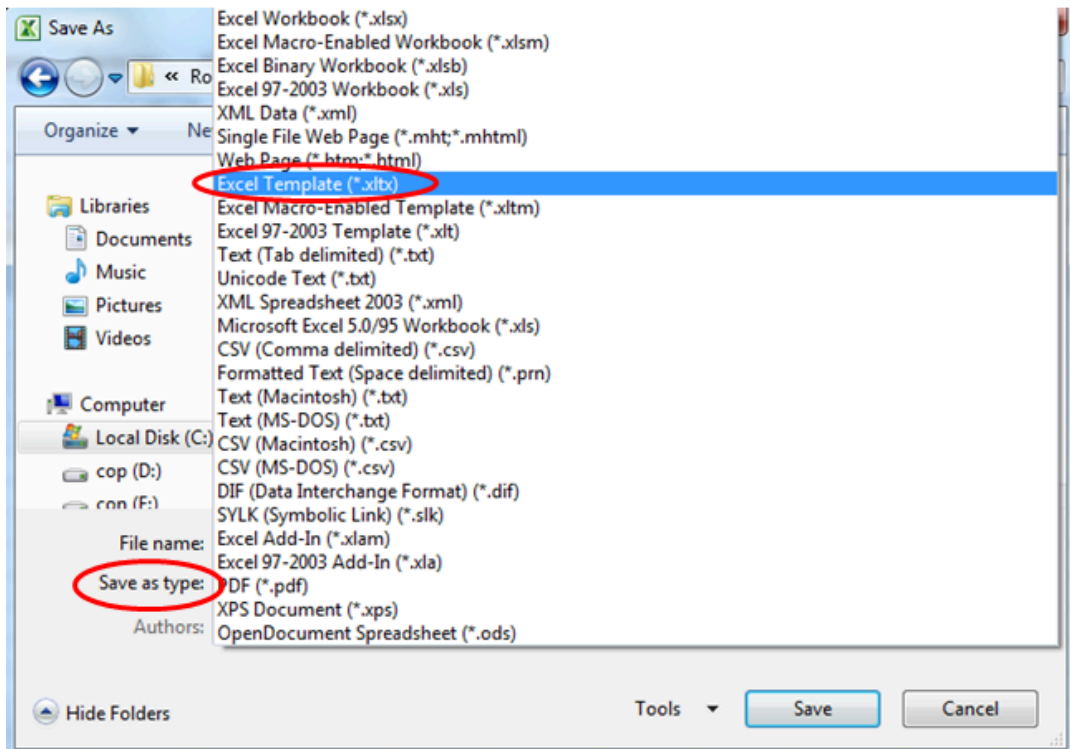 Save As
Excel Workbook (*.xlsx)
Excel Macro-Enabled Workbook (*.xlsm)
Excel Binary Workbook (*.xlsb)
Excel 97-2003 Workbook (*.xls)
XML Data (*.xml)
Single File Web Page (*.mht;*.mhtml)
Web Page (*.htm;*.html)
Excel Template (*.xltx)
Excel Macro-Enabled Template (*.xltm)
Excel 97-2003 Template (*.xlt)
Text (Tab delimited) (*.txt)
Unicode Text (*.txt)
XML Spreadsheet 2003 (*.xml)
Microsoft Excel 5.0/95 Workbook (*.xls)
CSV (Comma delimited) (*.csv)
Formatted Text (Space delimited) (*.prn)
Text (Macintosh) (*.txt)
Text (MS-DOS) (*.txt)
CSV (Macintosh) (*.csv)
CSV (MS-DOS) (*.csv)
DIF (Data Interchange Format) (*.dif)
SYLK (Symbolic Link) (*.slk)
Excel Add-In (*.xlam)
Excel 97-2003 Add-In (*.xla)
PDF (*.pdf)
XPS Document (*.xps)
OpenDocument Spreadsheet (*.ods)
« Ro
Organize Ne
Libraries
Documents
Music
Pictures
Videos
Computer
Local Disk (C:)
cop (D:)
cop (F:)
File name:
Save as type:
Authors:
Hide Folders
Tools
Save
Cancel